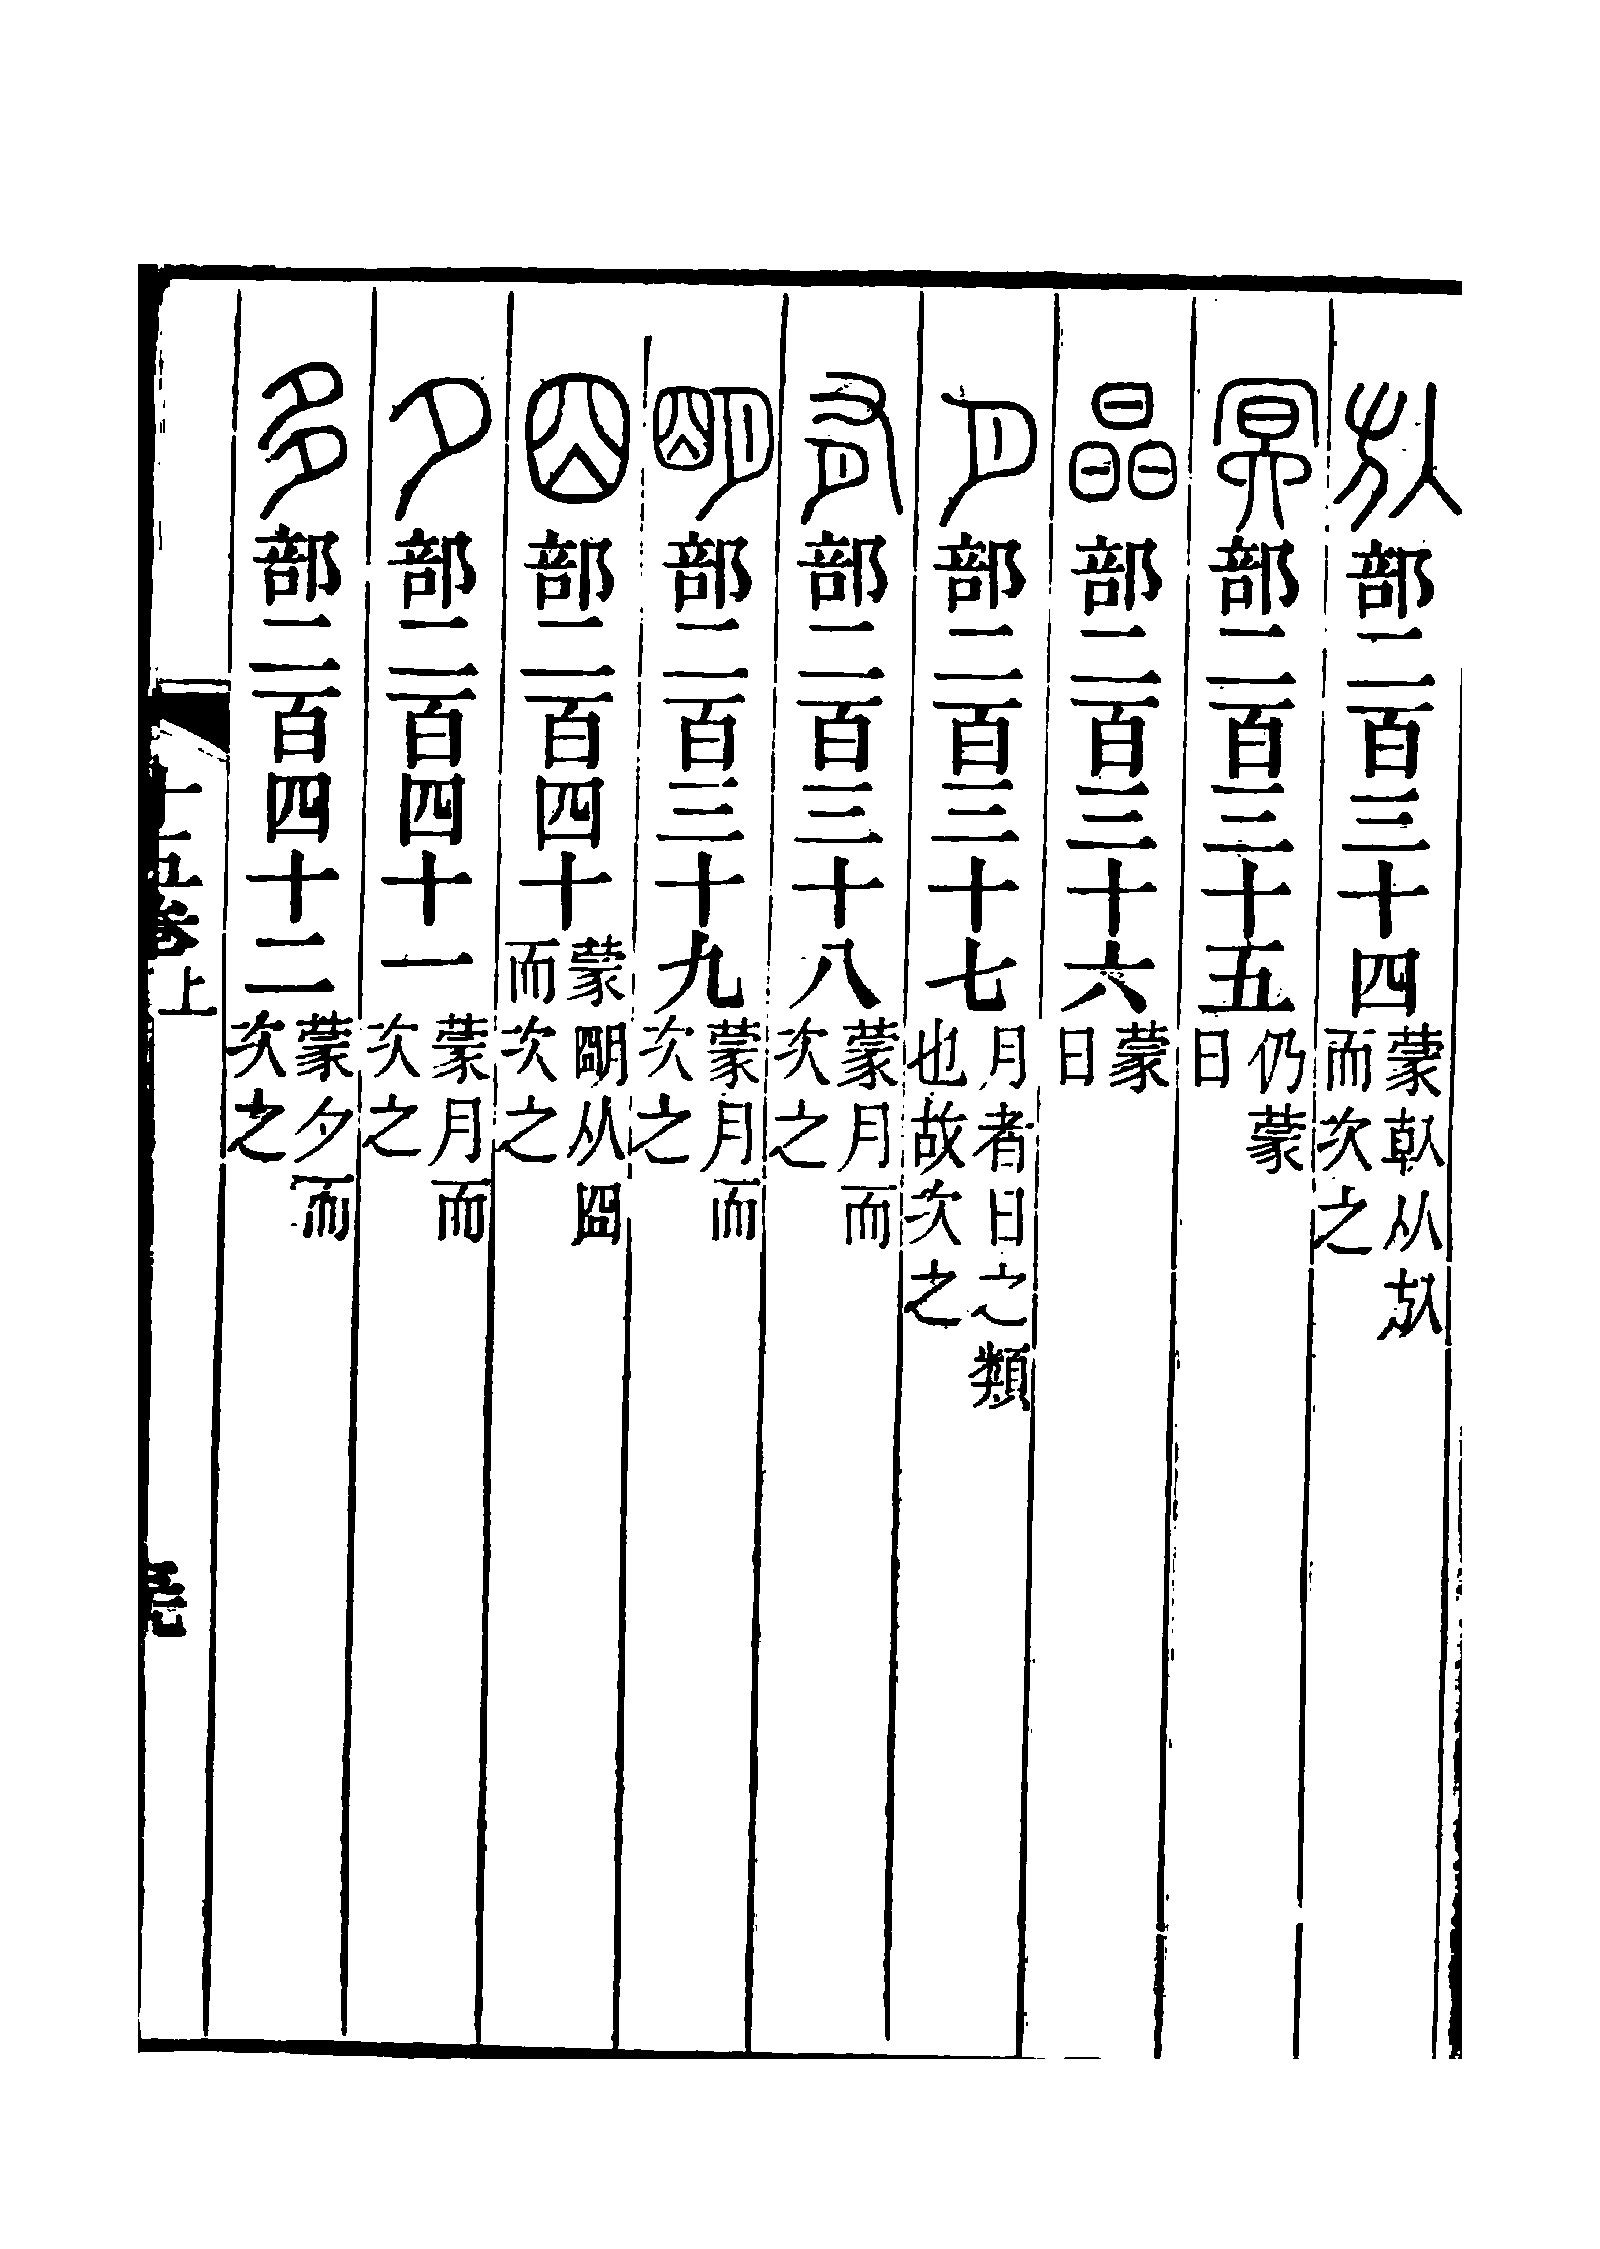 㫃部二百三十四蒙倝从㫃而次之
冥部二百三十五仍蒙日
晶部二百三十六蒙日
月部二百三十七月者日之類也故次之
有部二百三十八蒙月而次之
朙部二百三十九蒙月而次之
囧部二百四十蒙朙从囧而次之
夕部二百四十一蒙月而次之
多部二百四十二蒙夕而次之
十五卷上